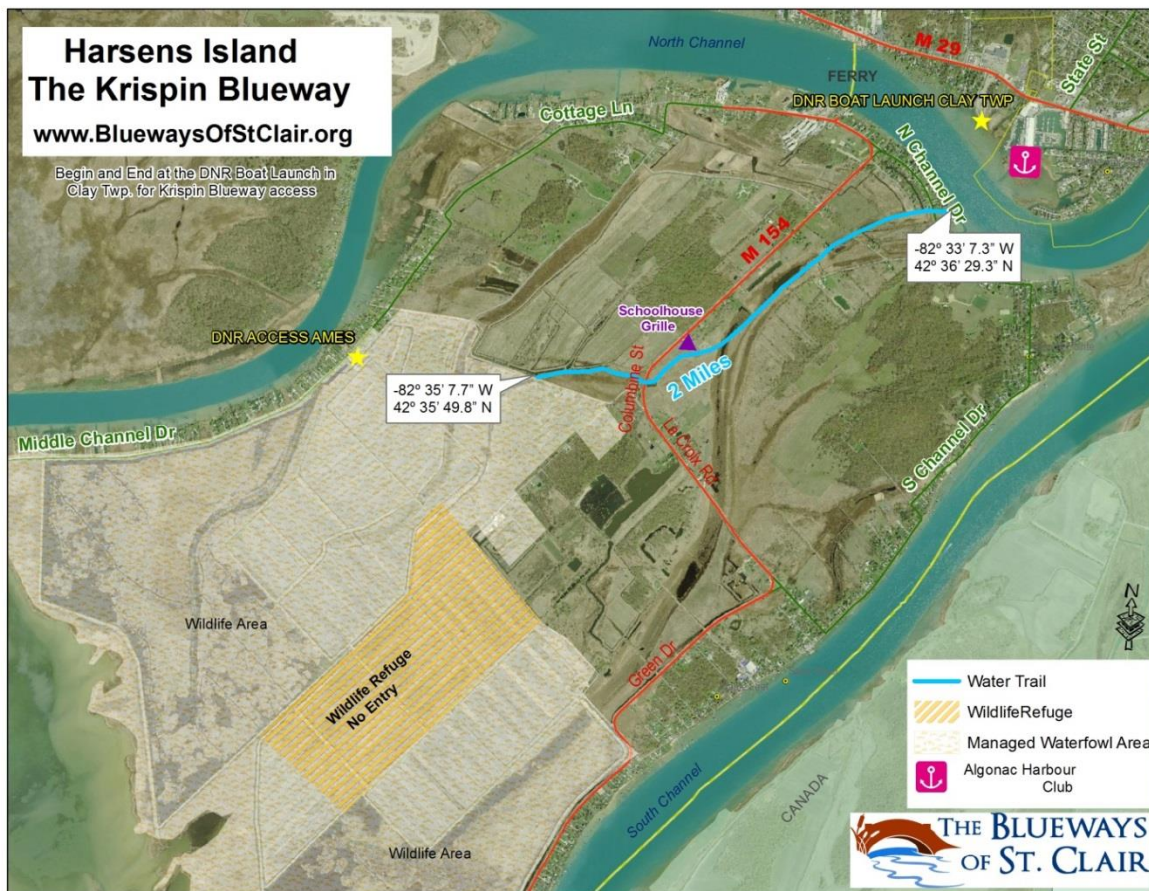 Harsens Island
The Krispin Blueway
www.BluewaysOfStClair.org
Begin and End at the DNR Boat Launch in
Clay Twp. for Krispin Blueway access
North Channel
M 29
State St
FERRY
DNR BOAT LAUNCH CLAY TWP
Cottage Ln
N Channel Dr
M 154
-82º 33' 7.3" W
42º 36' 29.3" N
Schoolhouse
Grille
DNR ACCESS AMES
2 Miles
Columbine St
-82º 35' 7.7" W
42º 35' 49.8" N
Middle Channel Dr
Le Croix Rd
S Channel Dr
N
Wildlife Area
Wildlife Refuge
No Entry
Green Dr
South Channel
CANADA
Wildlife Area
Water Trail
WildlifeRefuge
Managed Waterfowl Area
Algonac Harbour
Club
THE BLUEWAYS
OF ST. CLAIR